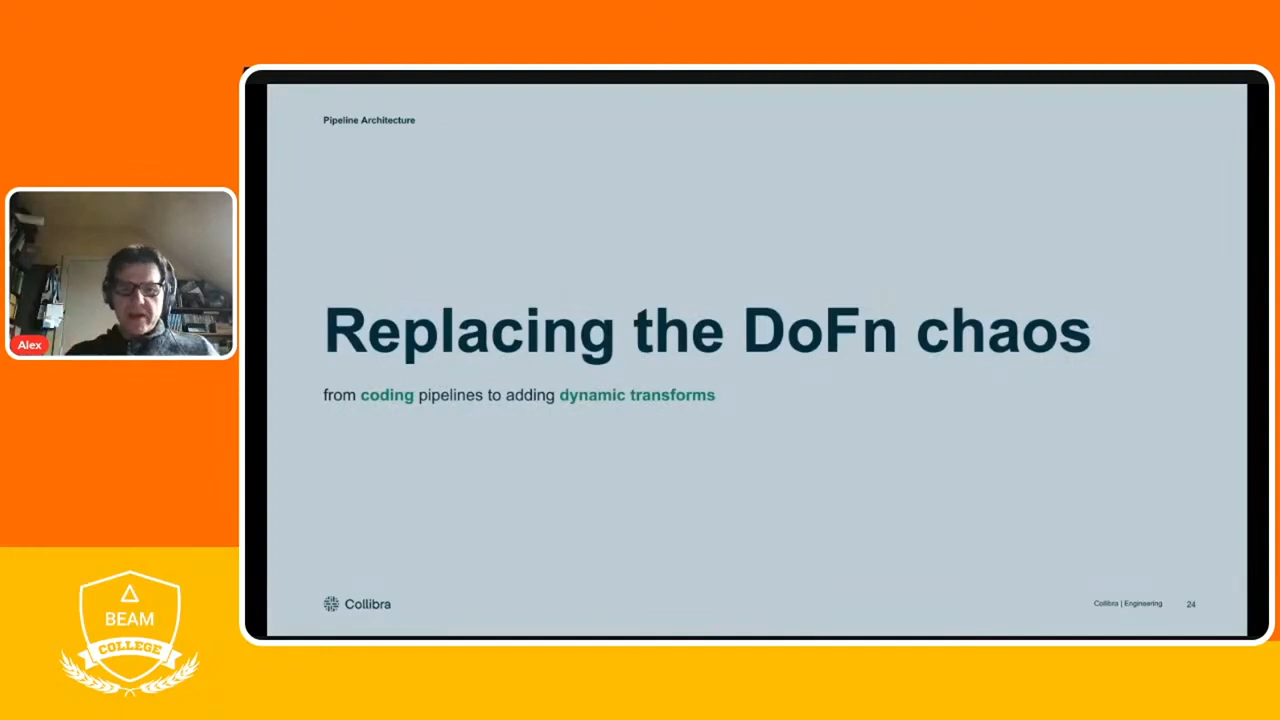 Pipeline Architecture
Replacing the DoFn chaos
from coding pipelines to adding dynamic transforms
Alex
BEAM
COLLEGE
Collibra
Collibra | Engineering
24